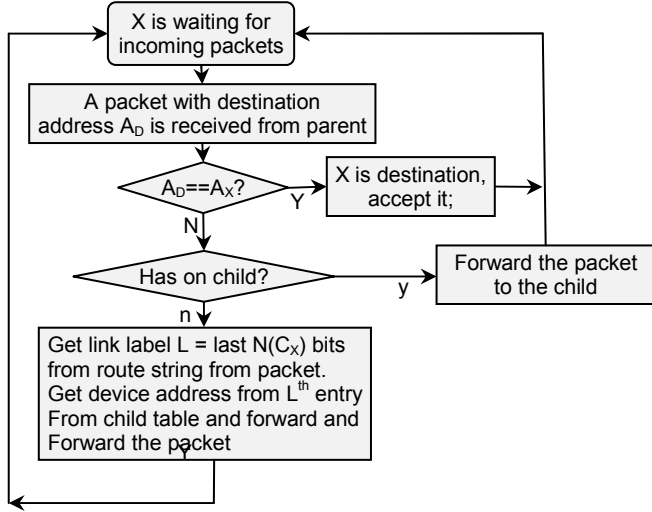 X is waiting for
incoming packets
A packet with destination
address A_D is received from parent
A_D==A_X?
Y
X is destination,
accept it;
N
Has on child?
y
Forward the packet
to the child
n
Get link label L = last N(C_X) bits
from route string from packet.
Get device address from L^th entry
From child table and forward and
Forward the packet
Y